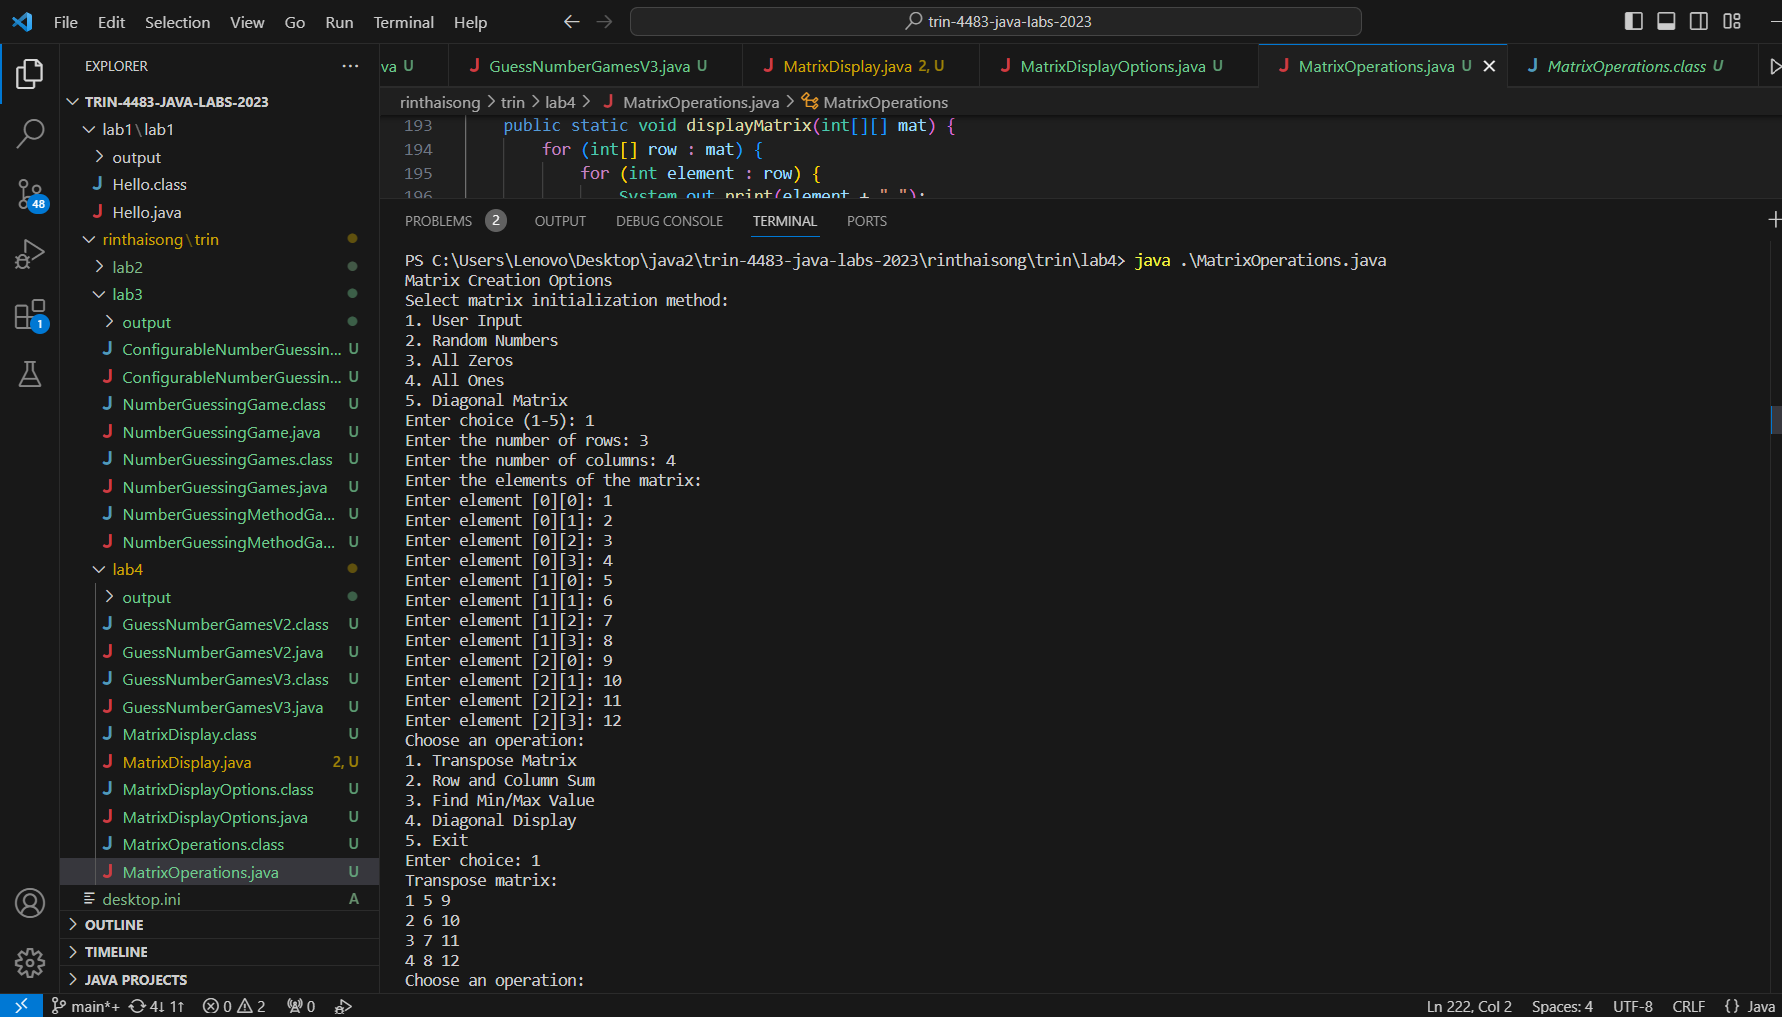 File Edit Selection View Go Run Terminal Help
trin-4483-java-labs-2023
EXPLORER
TRIN-4483-JAVA-LABS-2023
lab1\lab1
output
Hello.class
Hello.java
rinthaisong\trin
lab2
lab3
output
ConfigurableNumberGuessin... U
ConfigurableNumberGuessin... U
NumberGuessingGame.class U
NumberGuessingGame.java U
NumberGuessingGames.class U
NumberGuessingGames.java U
NumberGuessingMethodGa... U
NumberGuessingMethodGa... U
lab4
output
GuessNumberGamesV2.class U
GuessNumberGamesV2.java U
GuessNumberGamesV3.class U
GuessNumberGamesV3.java U
MatrixDisplay.class U
MatrixDisplay.java 2, U
MatrixDisplayOptions.class U
MatrixDisplayOptions.java U
MatrixOperations.class U
MatrixOperations.java U
desktop.ini A
OUTLINE
TIMELINE
JAVA PROJECTS
48
1
va U GuessNumberGamesV3.java U MatrixDisplay.java 2, U MatrixDisplayOptions.java U MatrixOperations.java U MatrixOperations.class U
rinthaisong > trin > lab4 > MatrixOperations.java > MatrixOperations
193 public static void displayMatrix(int[][] mat) {
194 for (int[] row : mat) {
195 for (int element : row) {
196 System.out.print(element + " ");
PROBLEMS 2 OUTPUT DEBUG CONSOLE TERMINAL PORTS
PS C:\Users\Lenovo\Desktop\java2\trin-4483-java-labs-2023\rinthaisong\trin\lab4> java .\MatrixOperations.java
Matrix Creation Options
Select matrix initialization method:
1. User Input
2. Random Numbers
3. All Zeros
4. All Ones
5. Diagonal Matrix
Enter choice (1-5): 1
Enter the number of rows: 3
Enter the number of columns: 4
Enter the elements of the matrix:
Enter element [0][0]: 1
Enter element [0][1]: 2
Enter element [0][2]: 3
Enter element [0][3]: 4
Enter element [1][0]: 5
Enter element [1][1]: 6
Enter element [1][2]: 7
Enter element [1][3]: 8
Enter element [2][0]: 9
Enter element [2][1]: 10
Enter element [2][2]: 11
Enter element [2][3]: 12
Choose an operation:
1. Transpose Matrix
2. Row and Column Sum
3. Find Min/Max Value
4. Diagonal Display
5. Exit
Enter choice: 1
Transpose matrix:
1 5 9
2 6 10
3 7 11
4 8 12
Choose an operation:
main*+ 4↓ 1↑ 0 2 0 Ln 222, Col 2 Spaces: 4 UTF-8 CRLF {} Java